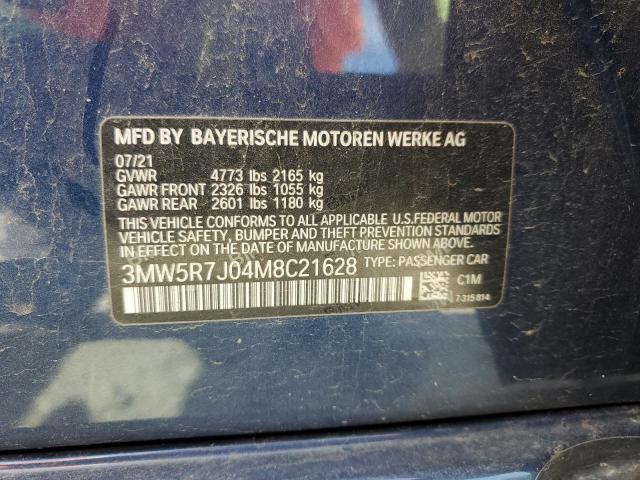 MFD BY BAYERISCHE MOTOREN WERKE AG
07/21
GVWR 4773 lbs 2165 kg
GAWR FRONT 2326 lbs 1055 kg
GAWR REAR 2601 lbs 1180 kg
THIS VEHICLE CONFORMS TO ALL APPLICABLE U.S.FEDERAL MOTOR
VEHICLE SAFETY, BUMPER AND THEFT PREVENTION STANDARDS
IN EFFECT ON THE DATE OF MANUFACTURE SHOWN ABOVE.
3MW5R7J04M8C21628 TYPE: PASSENGER CAR
C1M
7 315 814